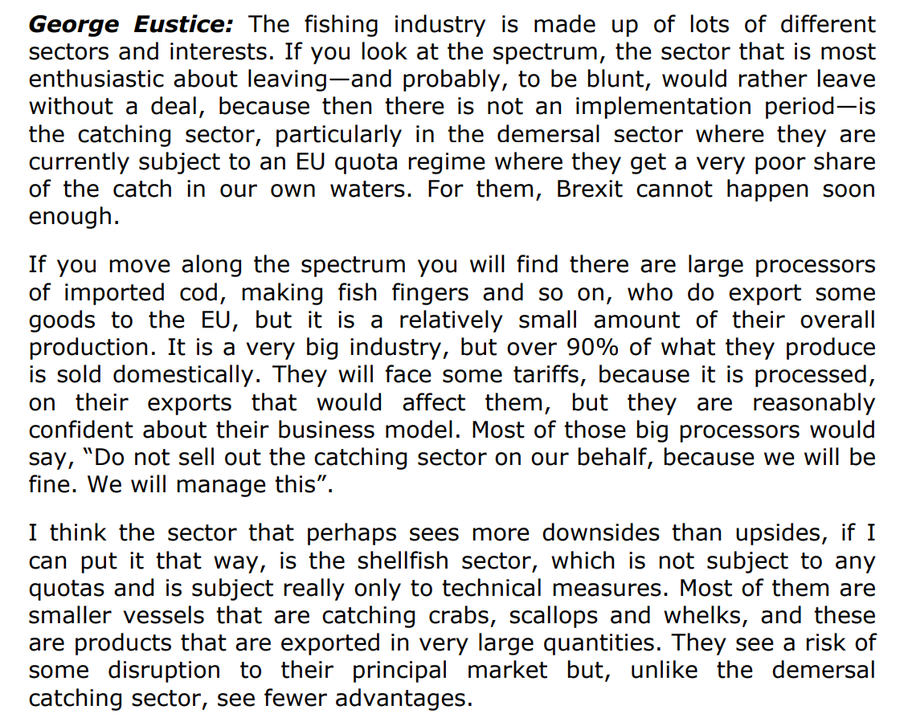 George Eustice: The fishing industry is made up of lots of different
sectors and interests. If you look at the spectrum, the sector that is most
enthusiastic about leaving—and probably, to be blunt, would rather leave
without a deal, because then there is not an implementation period—is
the catching sector, particularly in the demersal sector where they are
currently subject to an EU quota regime where they get a very poor share
of the catch in our own waters. For them, Brexit cannot happen soon
enough.
If you move along the spectrum you will find there are large processors
of imported cod, making fish fingers and so on, who do export some
goods to the EU, but it is a relatively small amount of their overall
production. It is a very big industry, but over 90% of what they produce
is sold domestically. They will face some tariffs, because it is processed,
on their exports that would affect them, but they are reasonably
confident about their business model. Most of those big processors would
say, “Do not sell out the catching sector on our behalf, because we will be
fine. We will manage this”.
I think the sector that perhaps sees more downsides than upsides, if I
can put it that way, is the shellfish sector, which is not subject to any
quotas and is subject really only to technical measures. Most of them are
smaller vessels that are catching crabs, scallops and whelks, and these
are products that are exported in very large quantities. They see a risk of
some disruption to their principal market but, unlike the demersal
catching sector, see fewer advantages.